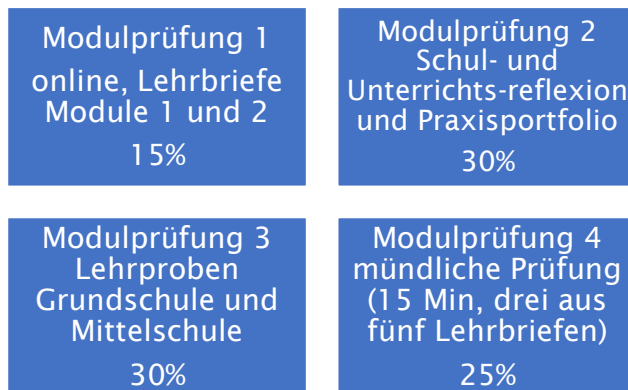 Modulprüfung 1
online, Lehrbriefe
Module 1 und 2
15%
Modulprüfung 2
Schul- und
Unterrichts-reflexion
und Praxisportfolio
30%
Modulprüfung 3
Lehrproben
Grundschule und
Mittelschule
30%
Modulprüfung 4
mündliche Prüfung
(15 Min, drei aus
fünf Lehrbriefen)
25%